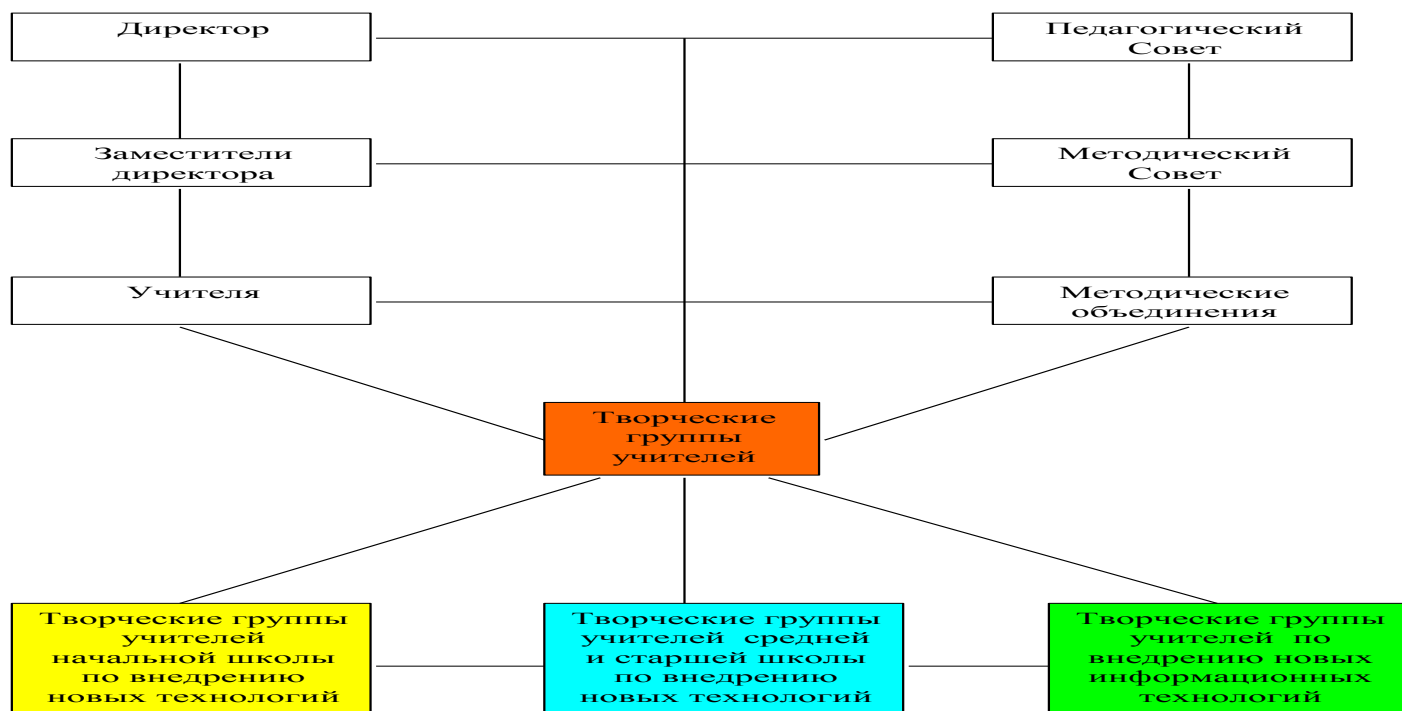 Директор
Педагогический
Совет
Заместители
директора
Методический
Совет
Учителя
Методические
объединения
Творческие
группы
учителей
Творческие группы
учителей
начальной школы
по внедрению
новых технологий
Творческие группы
учителей средней
и старшей школы
по внедрению
новых технологий
Творческие группы
учителей по
внедрению новых
информационных
технологий